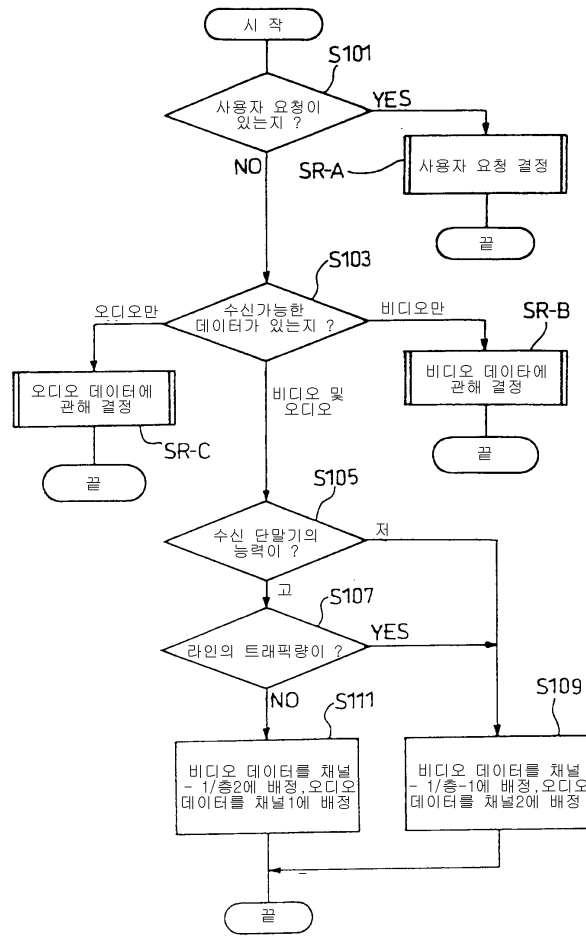 시 작
S101
사용자 요청이
있는지 ?
YES
NO
SR-A
사용자 요청 결정
끝
S103
수신가능한
데이터가 있는지 ?
오디오만
비디오만
SR-B
오디오 데이터에
관해 결정
비디오 데이타에
관해 결정
비디오 및
오디오
SR-C
끝
끝
S105
수신 단말기의
능력이 ?
저
고
S107
라인의 트래픽량이 ?
YES
NO
S111
S109
비디오 데이터를 채널
- 1/층2에 배정,오디오
데이터를 채널1에 배정
비디오 데이터를 채널
- 1/층-1에 배정,오디오
데이터를 채널2에 배정
끝